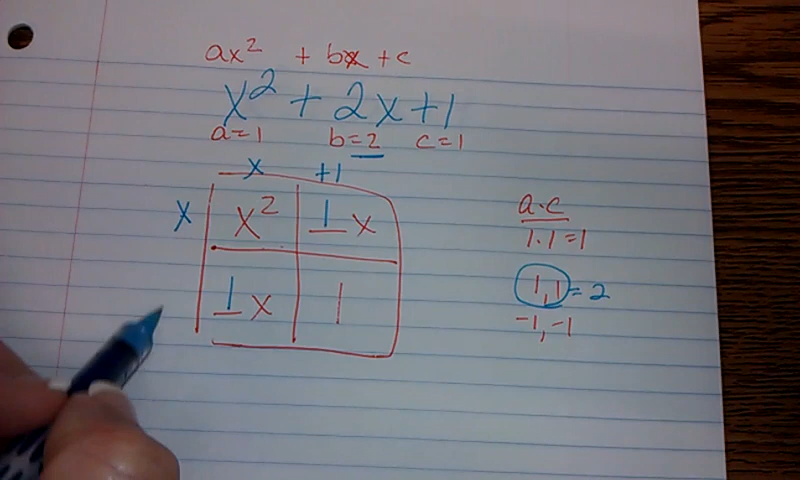 ax² + bx + c
x² + 2x + 1
a = 1 b = 2 c = 1
x +1
x x² 1x
1x 1
a·c
1·1 = 1
1,1 = 2
-1,-1